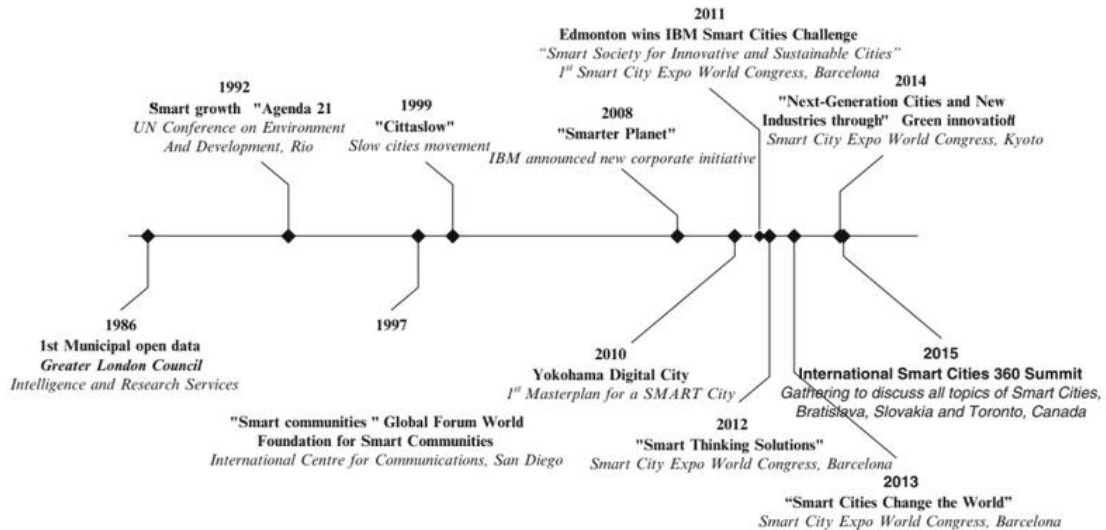 1986
1st Municipal open data
Greater London Council
Intelligence and Research Services
1992
Smart growth "Agenda 21
UN Conference on Environment
And Development, Rio
1997
"Smart communities " Global Forum World
Foundation for Smart Communities
International Centre for Communications, San Diego
1999
"Cittaslow"
Slow cities movement
2008
"Smarter Planet"
IBM announced new corporate initiative
2010
Yokohama Digital City
1st Masterplan for a SMART City
2011
Edmonton wins IBM Smart Cities Challenge
“Smart Society for Innovative and Sustainable Cities”
1st Smart City Expo World Congress, Barcelona
2012
"Smart Thinking Solutions"
Smart City Expo World Congress, Barcelona
2013
“Smart Cities Change the World”
Smart City Expo World Congress, Barcelona
2014
"Next-Generation Cities and New
Industries through" Green innovation"
Smart City Expo World Congress, Kyoto
2015
International Smart Cities 360 Summit
Gathering to discuss all topics of Smart Cities,
Bratislava, Slovakia and Toronto, Canada